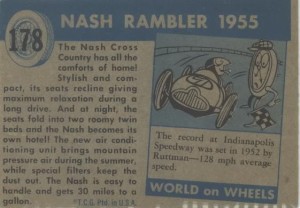 178
NASH RAMBLER 1955
The Nash Cross
Country has all the
comforts of home!
Stylish and com-
pact, its seats recline giving
maximum relaxation during a
long drive. And at night, the
seats fold into two roomy twin
beds and the Nash becomes its
own hotel! The new air condi-
tioning unit brings mountain
pressure air during the summer,
while special filters keep the
dust out. The Nash is easy to
handle and gets 30 miles to a
gallon.
*T.C.G. Ptd. in U.S.A.
The record at Indianapolis
Speedway was set in 1952 by
Ruttman—128 mph average
speed.
WORLD on WHEELS